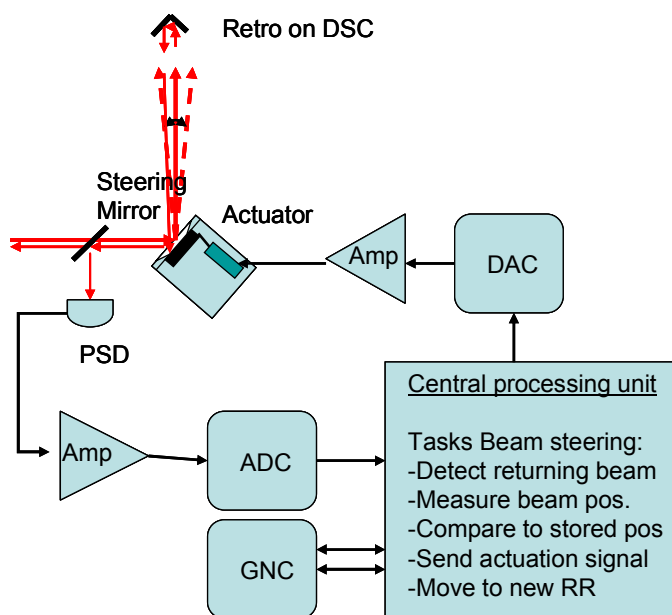 Retro on DSC
Steering
Mirror
Actuator
Amp
DAC
PSD
Central processing unit
Tasks Beam steering:
-Detect returning beam
-Measure beam pos.
-Compare to stored pos
-Send actuation signal
-Move to new RR
Amp
ADC
GNC